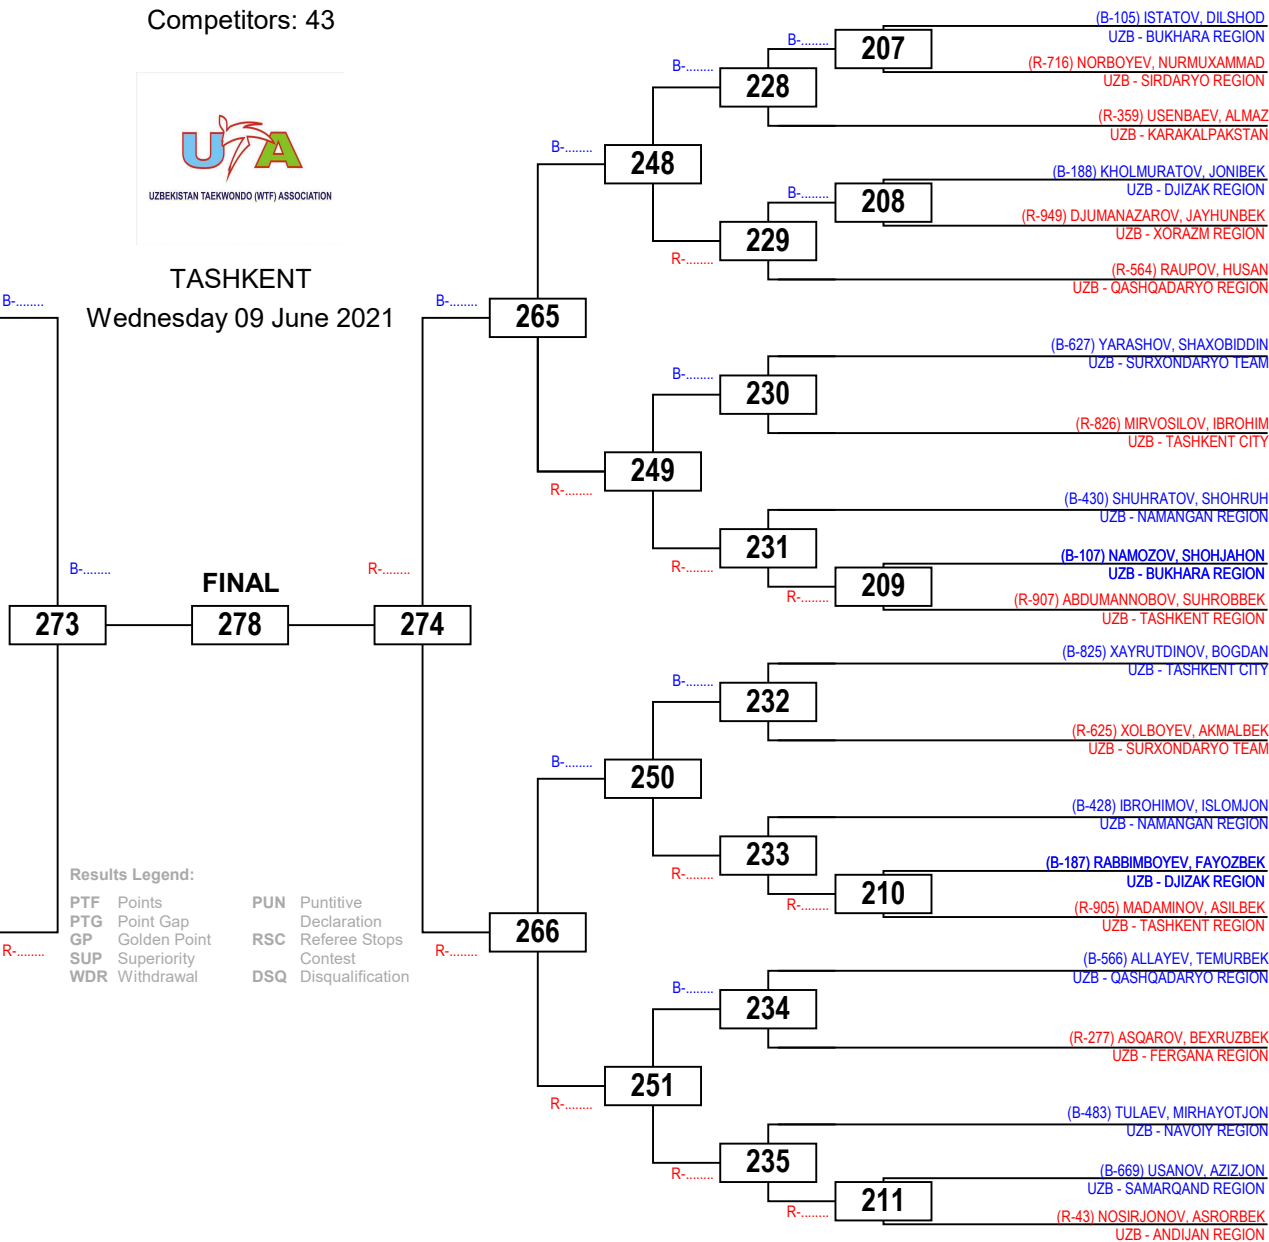 Competitors: 43
UTA
UZBEKISTAN TAEKWONDO (WTF) ASSOCIATION
TASHKENT
Wednesday 09 June 2021
B-........
R-........
B-........
273
FINAL
278
R-........
274
B-........
R-........
265
266
B-........
R-........
B-........
R-........
248
249
250
251
B-........
R-........
B-........
R-........
B-........
R-........
B-........
R-........
228
229
230
231
232
233
234
235
B-........
B-........
R-........
R-........
R-........
207
208
209
210
211
(B-105) ISTATOV, DILSHOD
UZB - BUKHARA REGION
(R-716) NORBOYEV, NURMUXAMMAD
UZB - SIRDARYO REGION
(R-359) USENBAEV, ALMAZ
UZB - KARAKALPAKSTAN
(B-188) KHOLMURATOV, JONIBEK
UZB - DJIZAK REGION
(R-949) DJUMANAZAROV, JAYHUNBEK
UZB - XORAZM REGION
(R-564) RAUPOV, HUSAN
UZB - QASHQADARYO REGION
(B-627) YARASHOV, SHAXOBIDDIN
UZB - SURXONDARYO TEAM
(R-826) MIRVOSILOV, IBROHIM
UZB - TASHKENT CITY
(B-430) SHUHRATOV, SHOHRUH
UZB - NAMANGAN REGION
(B-107) NAMOZOV, SHOHJAHON
UZB - BUKHARA REGION
(R-907) ABDUMANNOBOV, SUHROBBEK
UZB - TASHKENT REGION
(B-825) XAYRUTDINOV, BOGDAN
UZB - TASHKENT CITY
(R-625) XOLBOYEV, AKMALBEK
UZB - SURXONDARYO TEAM
(B-428) IBROHIMOV, ISLOMJON
UZB - NAMANGAN REGION
(B-187) RABBIMBOYEV, FAYOZBEK
UZB - DJIZAK REGION
(R-905) MADAMINOV, ASILBEK
UZB - TASHKENT REGION
(B-566) ALLAYEV, TEMURBEK
UZB - QASHQADARYO REGION
(R-277) ASQAROV, BEXRUZBEK
UZB - FERGANA REGION
(B-483) TULAEV, MIRHAYOTJON
UZB - NAVOIY REGION
(B-669) USANOV, AZIZJON
UZB - SAMARQAND REGION
(R-43) NOSIRJONOV, ASRORBEK
UZB - ANDIJAN REGION
Results Legend:
PTF Points
PTG Point Gap
GP Golden Point
SUP Superiority
WDR Withdrawal
PUN Puntitive
Declaration
RSC Referee Stops
Contest
DSQ Disqualification